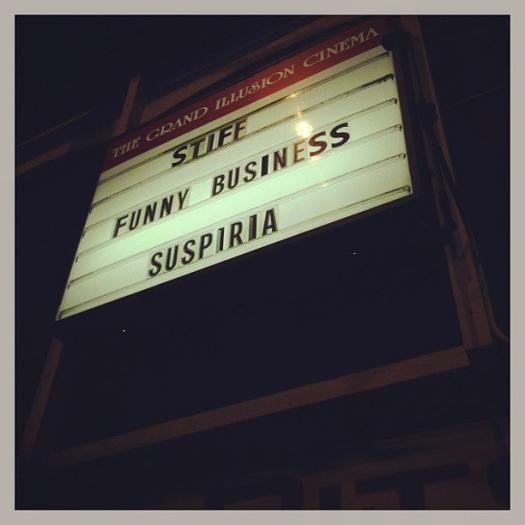 THE GRAND ILLUSION CINEMA
STIFF
FUNNY BUSINESS
SUSPIRIA